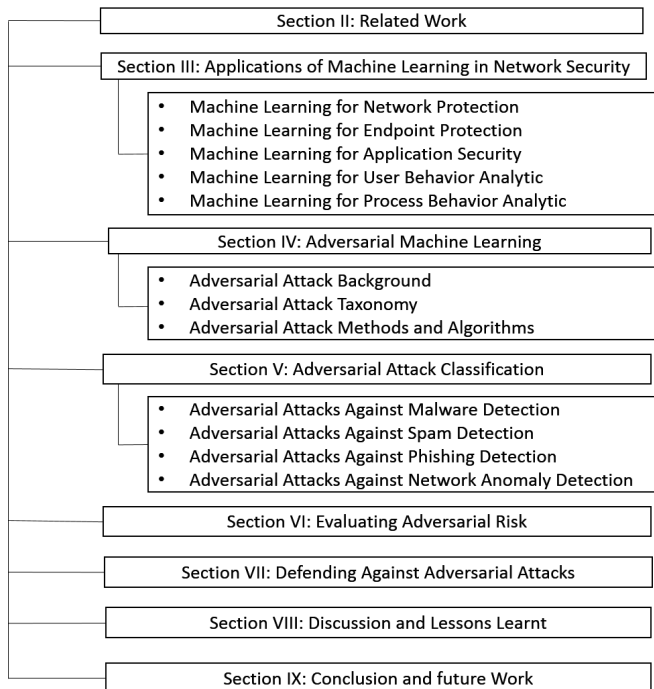 Section II: Related Work
Section III: Applications of Machine Learning in Network Security
• Machine Learning for Network Protection
• Machine Learning for Endpoint Protection
• Machine Learning for Application Security
• Machine Learning for User Behavior Analytic
• Machine Learning for Process Behavior Analytic
Section IV: Adversarial Machine Learning
• Adversarial Attack Background
• Adversarial Attack Taxonomy
• Adversarial Attack Methods and Algorithms
Section V: Adversarial Attack Classification
• Adversarial Attacks Against Malware Detection
• Adversarial Attacks Against Spam Detection
• Adversarial Attacks Against Phishing Detection
• Adversarial Attacks Against Network Anomaly Detection
Section VI: Evaluating Adversarial Risk
Section VII: Defending Against Adversarial Attacks
Section VIII: Discussion and Lessons Learnt
Section IX: Conclusion and future Work